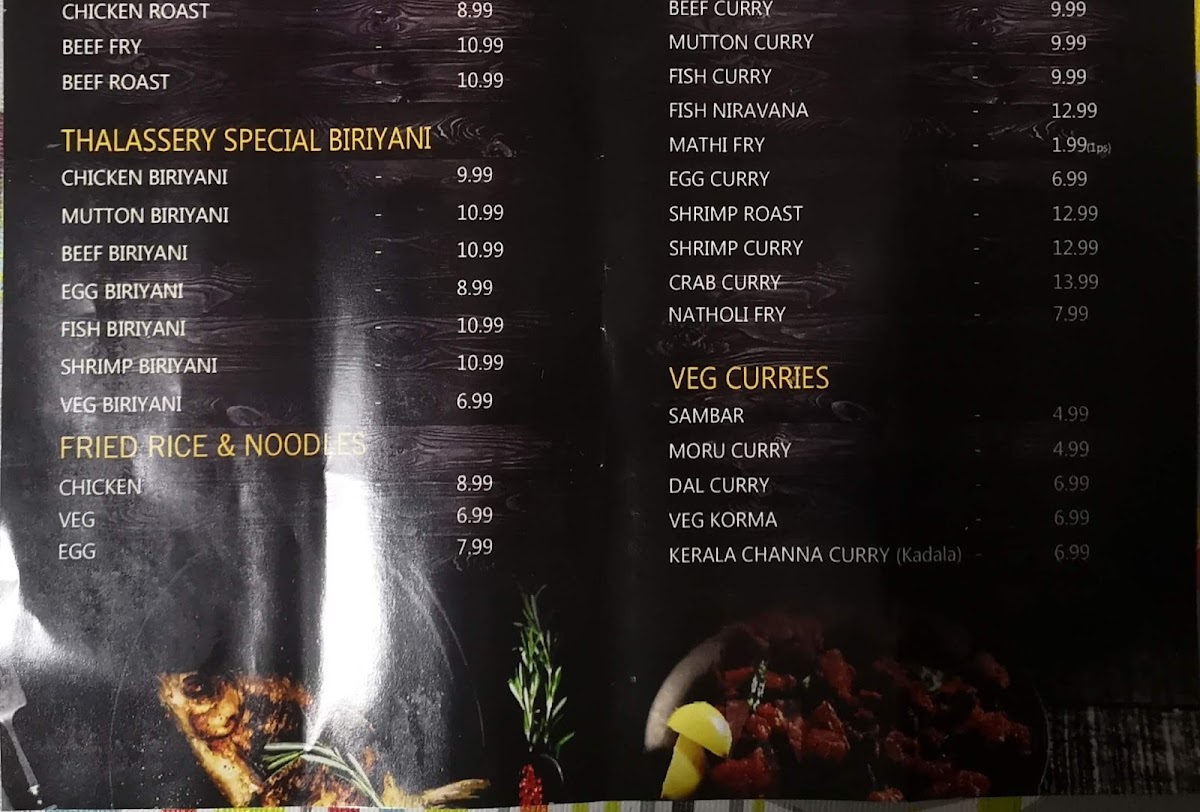 CHICKEN ROAST - 8.99
BEEF FRY - 10.99
BEEF ROAST - 10.99
THALASSERY SPECIAL BIRIYANI
CHICKEN BIRIYANI - 9.99
MUTTON BIRIYANI - 10.99
BEEF BIRIYANI - 10.99
EGG BIRIYANI - 8.99
FISH BIRIYANI - 10.99
SHRIMP BIRIYANI - 10.99
VEG BIRIYANI - 6.99
FRIED RICE & NOODLES
CHICKEN 8.99
VEG 6.99
EGG 7.99
BEEF CURRY - 9.99
MUTTON CURRY - 9.99
FISH CURRY - 9.99
FISH NIRAVANA - 12.99
MATHI FRY - 1.99(1ps)
EGG CURRY - 6.99
SHRIMP ROAST - 12.99
SHRIMP CURRY - 12.99
CRAB CURRY - 13.99
NATHOLI FRY - 7.99
VEG CURRIES
SAMBAR - 4.99
MORU CURRY - 4.99
DAL CURRY - 6.99
VEG KORMA - 6.99
KERALA CHANNA CURRY (Kadala) - 6.99